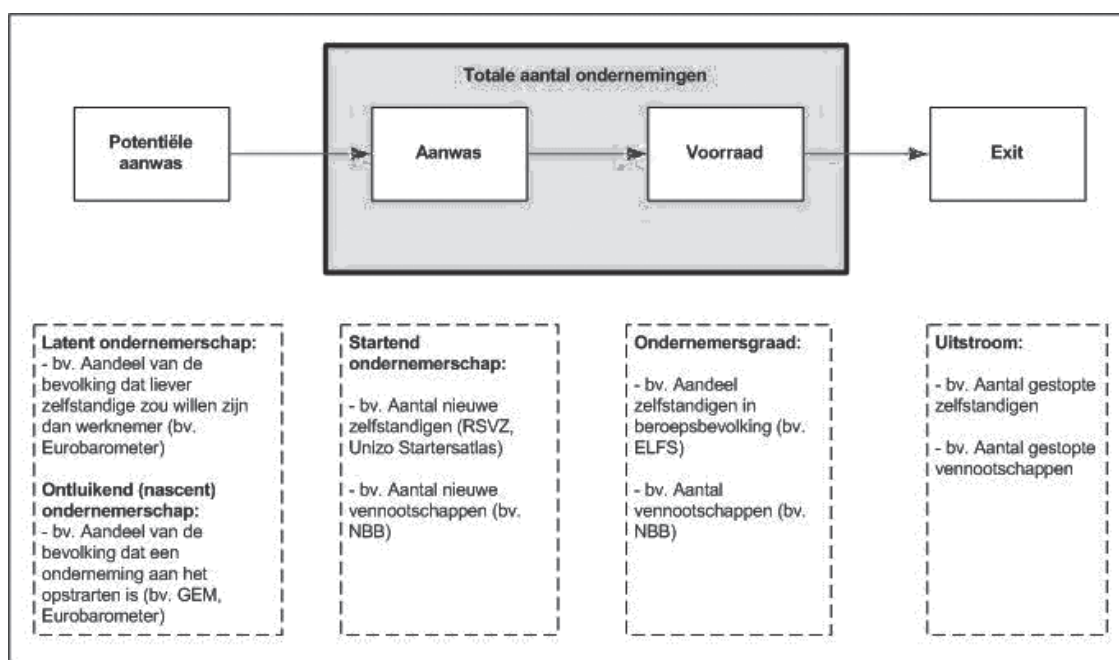 Totale aantal ondernemingen
Potentiële
aanwas
Aanwas
Voorraad
Exit
Latent ondernemerschap:
- bv. Aandeel van de
bevolking dat liever
zelfstandige zou willen zijn
dan werknemer (bv.
Eurobarometer)
Ontluikend (nascent)
ondernemerschap:
- bv. Aandeel van de
bevolking dat een
onderneming aan het
opstrarten is (bv. GEM,
Eurobarometer)
Startend
ondernemerschap:
- bv. Aantal nieuwe
zelfstandigen (RSVZ,
Unizo Startersatlas)
- bv. Aantal nieuwe
vennootschappen (bv.
NBB)
Ondernemersgraad:
- bv. Aandeel
zelfstandigen in
beroepsbevolking (bv.
ELFS)
- bv. Aantal
vennootschappen (bv.
NBB)
Uitstroom:
- bv. Aantal gestopte
zelfstandigen
- bv. Aantal gestopte
vennootschappen